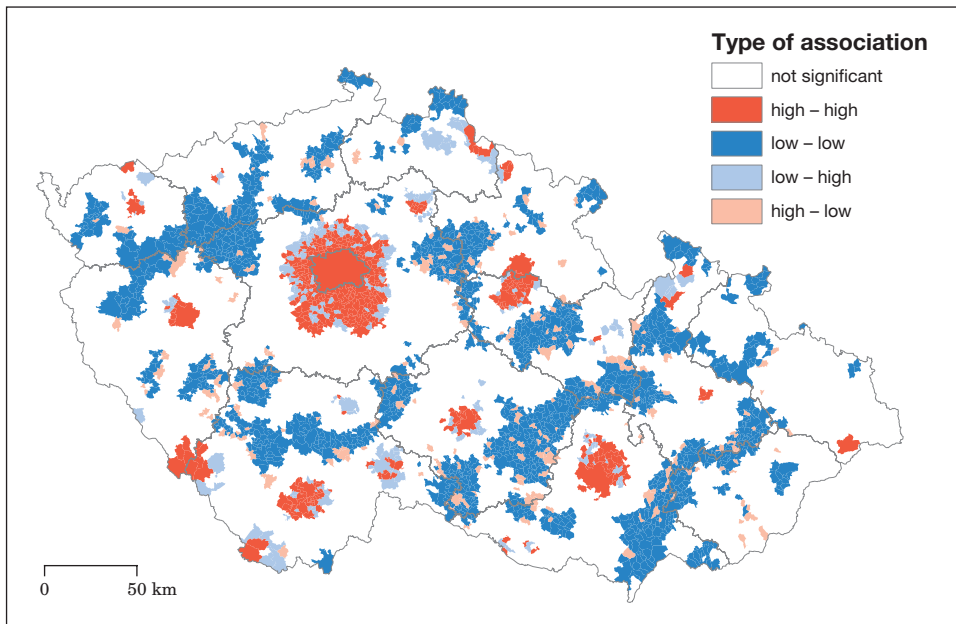 Type of association
not significant
high – high
low – low
low – high
high – low
0 50 km